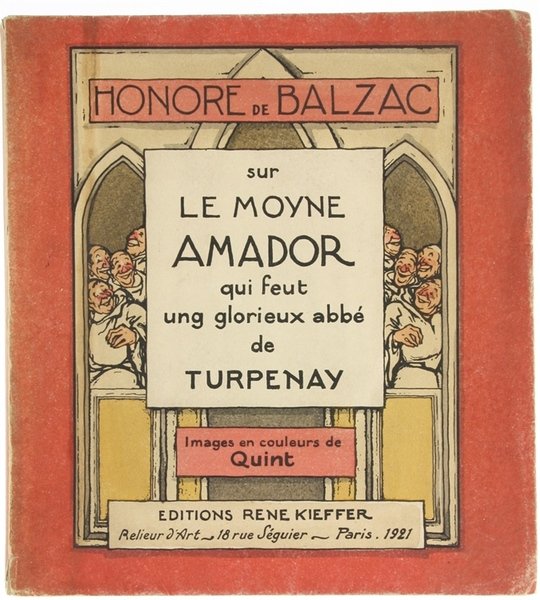 HONORE DE BALZAC
sur
LE MOYNE
AMADOR
qui feut
ung glorieux abbé
de
TURPENAY
Images en couleurs de
Quint
EDITIONS RENE KIEFFER
Relieur d'Art ~ 18 rue Séguier ~ Paris. 1921